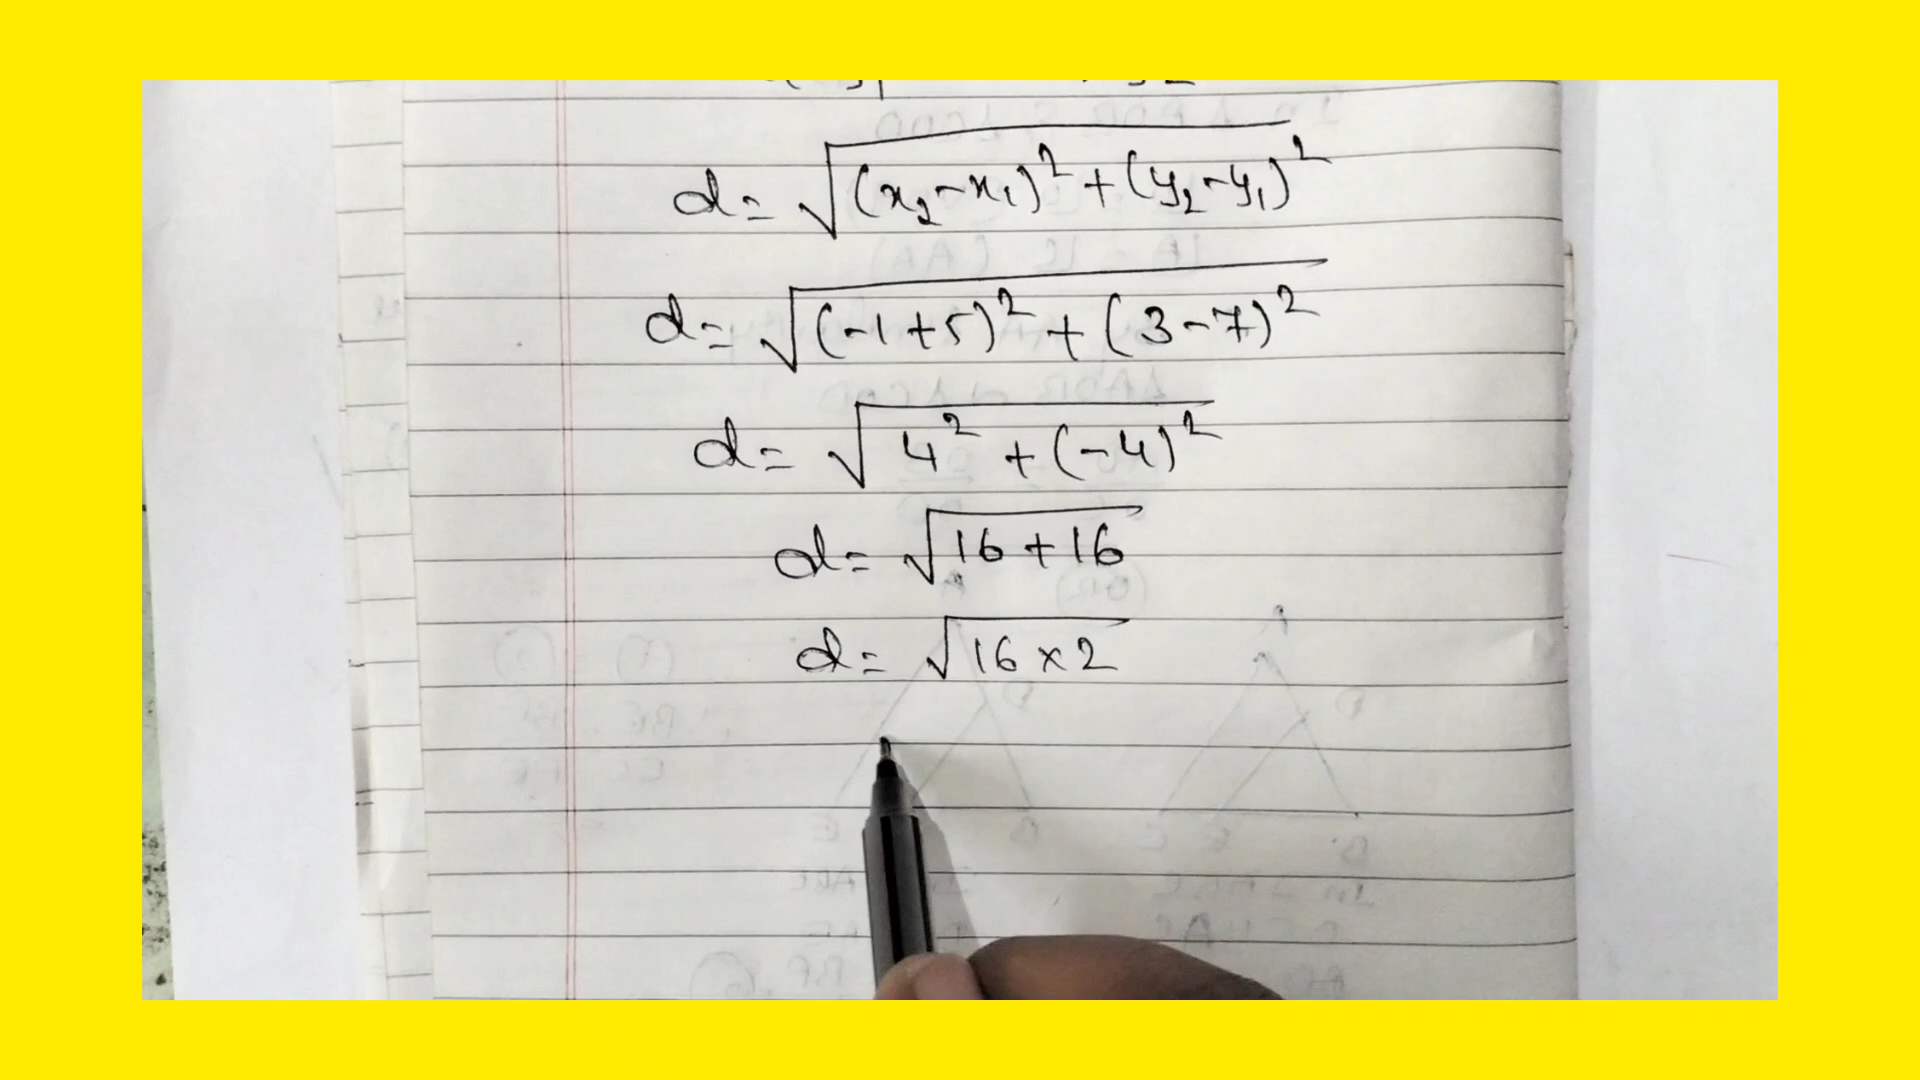 d = √(x₂-x₁)² + (y₂-y₁)²
d = √(-1+5)² + (3-7)²
d = √4² + (-4)²
d = √16+16
d = √16×2